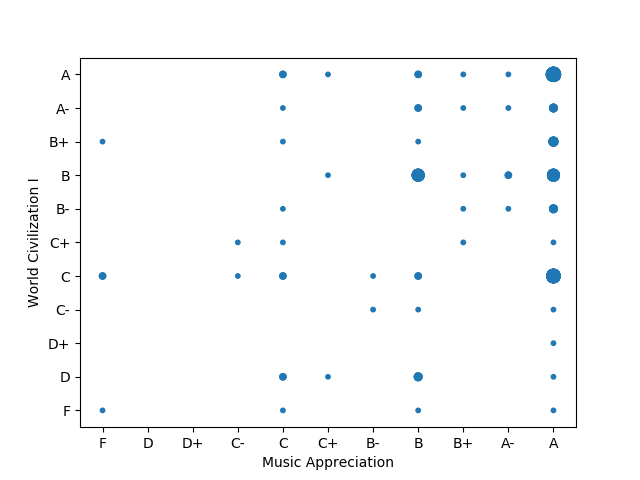 A
A-
B+
B
B-
C+
C
C-
D+
D
F
World Civilization I
F D D+ C- C C+ B- B B+ A- A
Music Appreciation